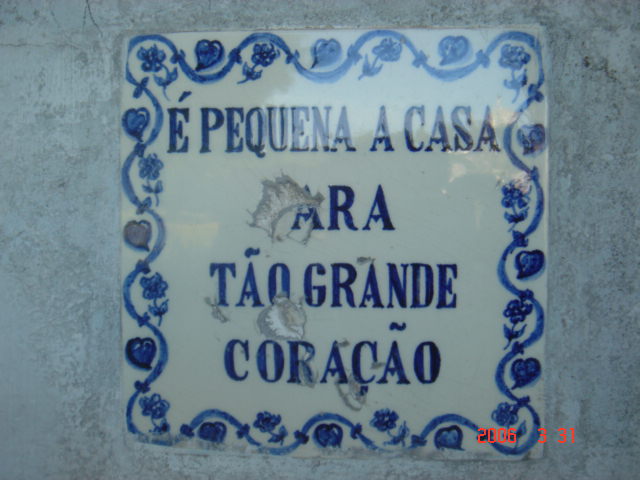 É PEQUENA A CASA
ARA
TÃO GRANDE
CORAÇÃO
2006 3 31